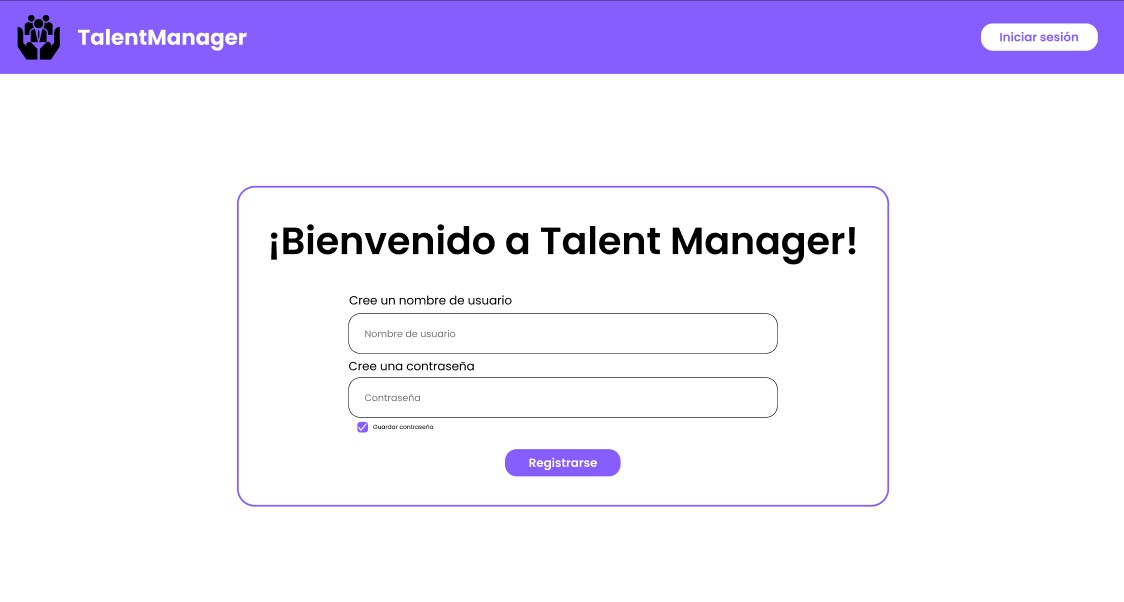 TalentManager
Iniciar sesión
¡Bienvenido a Talent Manager!
Cree un nombre de usuario
Nombre de usuario
Cree una contraseña
Contraseña
Guardar contraseña
Registrarse